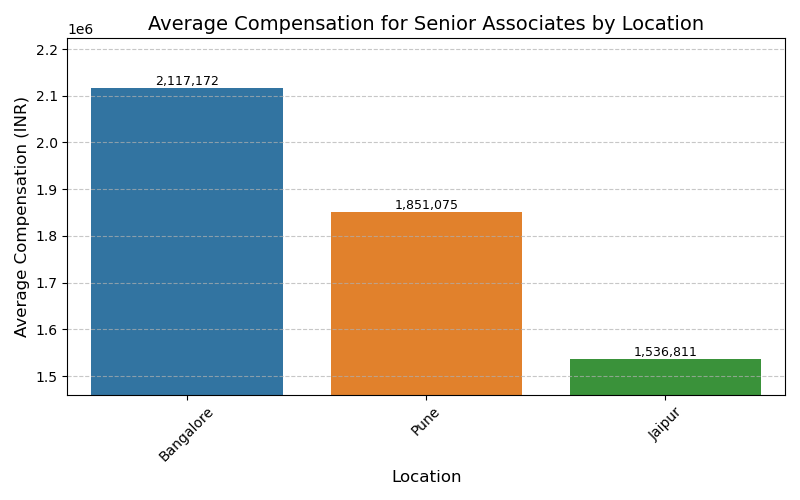 Average Compensation for Senior Associates by Location
1e6
2.2
2.1
2.0
1.9
1.8
1.7
1.6
1.5
Average Compensation (INR)
2,117,172
1,851,075
1,536,811
Bangalore
Pune
Jaipur
Location